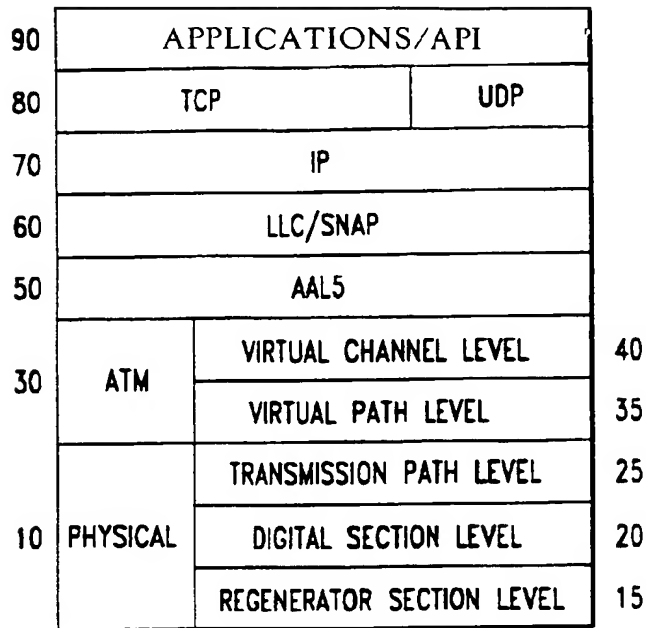 90 APPLICATIONS/API
80 TCP UDP
70 IP
60 LLC/SNAP
50 AAL5
VIRTUAL CHANNEL LEVEL 40
30 ATM
VIRTUAL PATH LEVEL 35
TRANSMISSION PATH LEVEL 25
10 PHYSICAL DIGITAL SECTION LEVEL 20
REGENERATOR SECTION LEVEL 15